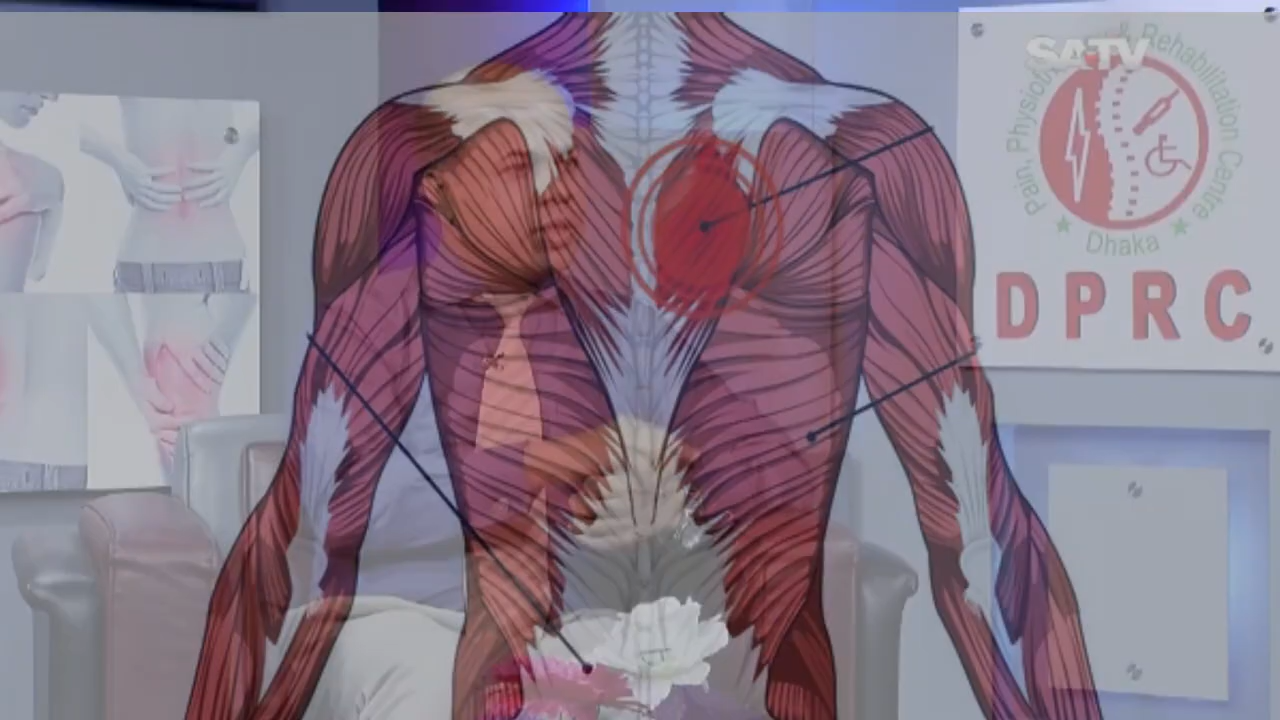 SATV
Pain, Physio & Rehabilitation Centre
Dhaka
DPRC